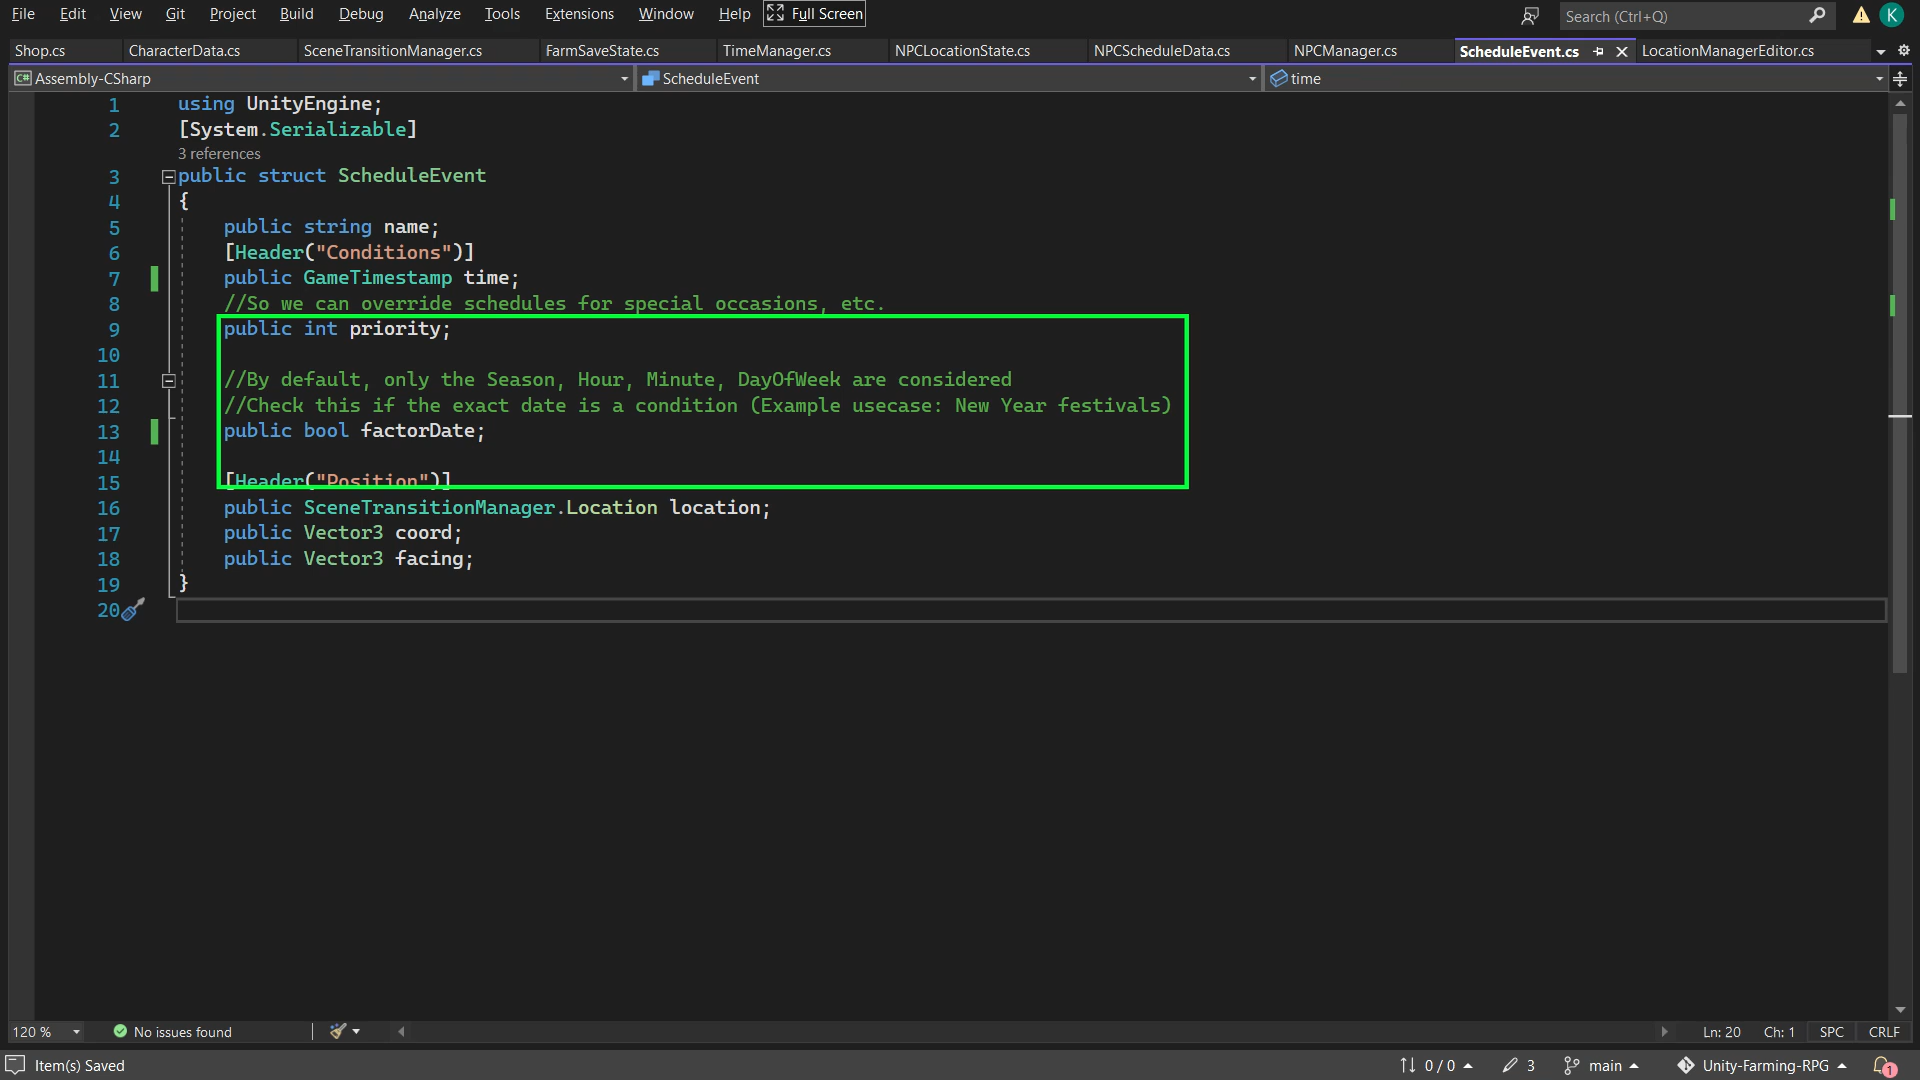 File Edit View Git Project Build Debug Analyze Tools Extensions Window Help Full Screen Search (Ctrl+Q) K
Shop.cs CharacterData.cs SceneTransitionManager.cs FarmSaveState.cs TimeManager.cs NPCLocationState.cs NPCScheduleData.cs NPCManager.cs ScheduleEvent.cs LocationManagerEditor.cs
C# Assembly-CSharp ScheduleEvent time
1 using UnityEngine;
2 [System.Serializable]
3 references
3 public struct ScheduleEvent
4 {
5 public string name;
6 [Header("Conditions")]
7 public GameTimestamp time;
8 //So we can override schedules for special occasions, etc.
9 public int priority;
10
11 //By default, only the Season, Hour, Minute, DayOfWeek are considered
12 //Check this if the exact date is a condition (Example usecase: New Year festivals)
13 public bool factorDate;
14
15 [Header("Position")]
16 public SceneTransitionManager.Location location;
17 public Vector3 coord;
18 public Vector3 facing;
19 }
20
120 % No issues found Ln: 20 Ch: 1 SPC CRLF
Item(s) Saved 0 / 0 3 main Unity-Farming-RPG 1